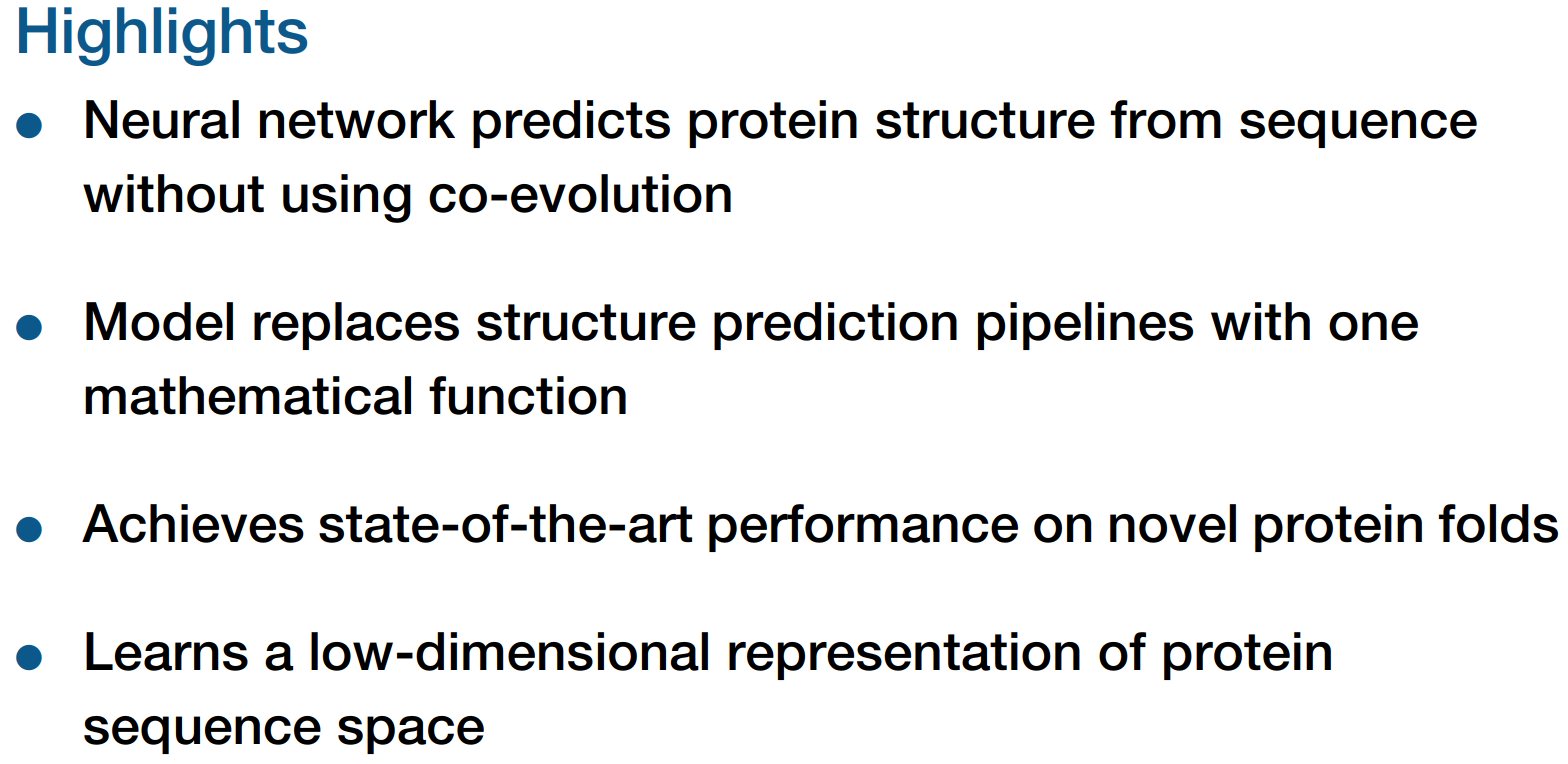 Highlights
● Neural network predicts protein structure from sequence
without using co-evolution
● Model replaces structure prediction pipelines with one
mathematical function
● Achieves state-of-the-art performance on novel protein folds
● Learns a low-dimensional representation of protein
sequence space